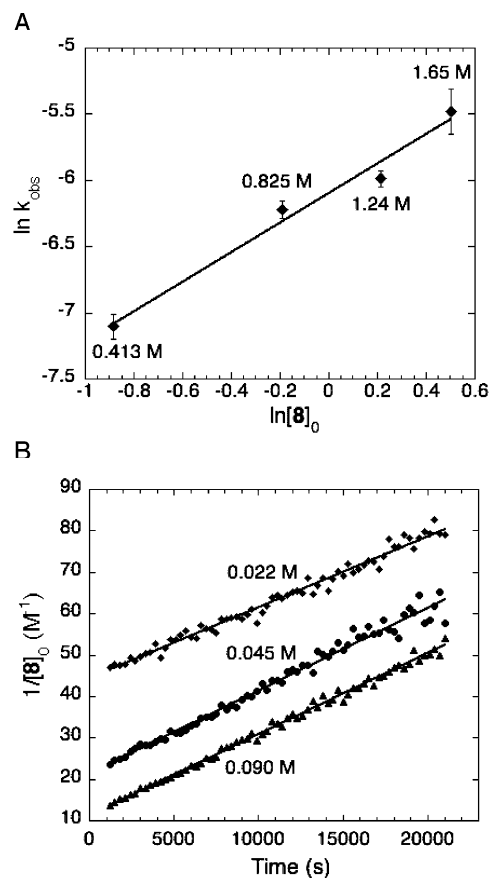 A
-5
1.65 M
-5.5
0.825 M
ln k_obs
-6
1.24 M
-6.5
-7
0.413 M
-7.5
-1 -0.8 -0.6 -0.4 -0.2 0 0.2 0.4 0.6
ln[8]₀
B
90
80
70
0.022 M
60
1/[8]₀ (M⁻¹)
50
0.045 M
40
30
0.090 M
20
10
0 5000 10000 15000 20000
Time (s)